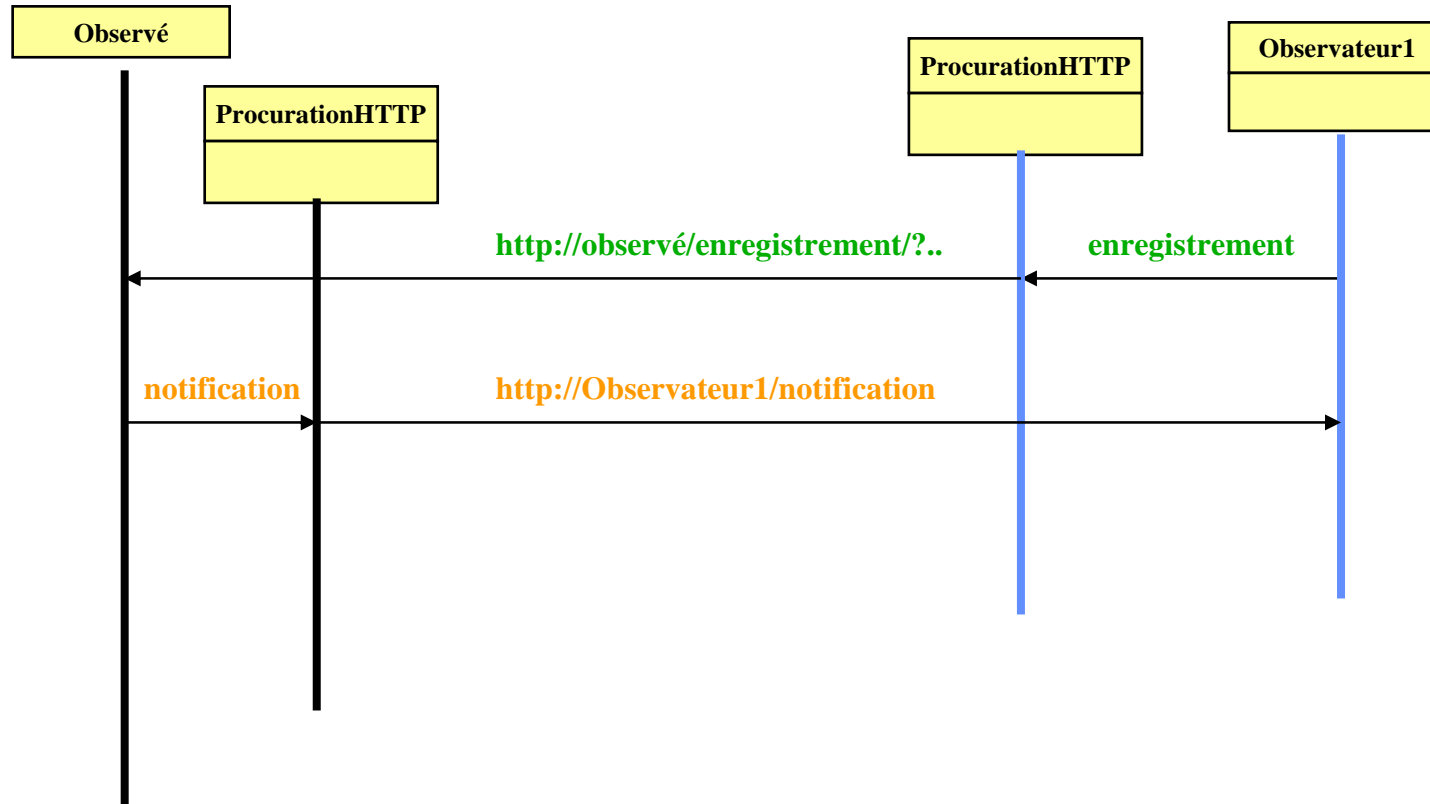 Observé
ProcurationHTTP
ProcurationHTTP
Observateur1
http://observé/enregistrement/?..
enregistrement
notification
http://Observateur1/notification